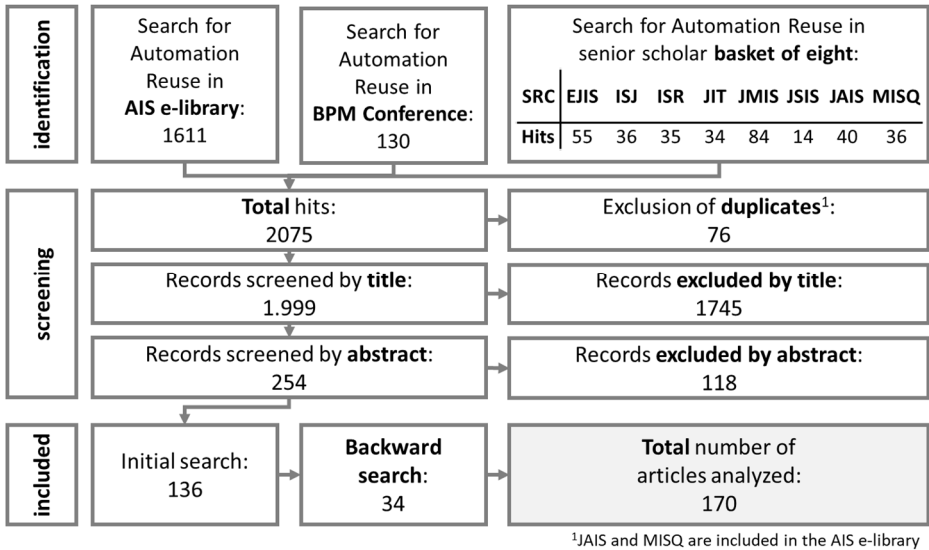 identification
Search for
Automation
Reuse in
AIS e-library:
1611
Search for
Automation
Reuse in
BPM Conference:
130
Search for Automation Reuse in
senior scholar basket of eight:
SRC EJIS ISJ ISR JIT JMIS JSIS JAIS MISQ
Hits 55 36 35 34 84 14 40 36
screening
Total hits:
2075
Exclusion of duplicates1:
76
Records screened by title:
1.999
Records excluded by title:
1745
Records screened by abstract:
254
Records excluded by abstract:
118
included
Initial search:
136
Backward
search:
34
Total number of
articles analyzed:
170
1JAIS and MISQ are included in the AIS e-library